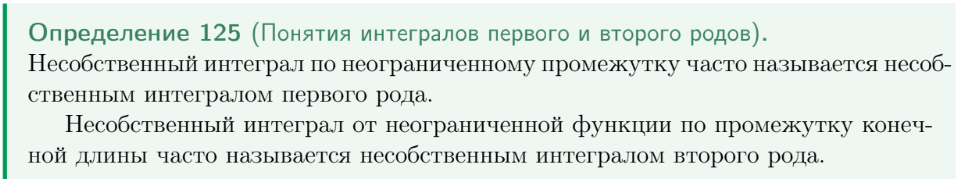 Определение 125 (Понятия интегралов первого и второго родов).
Несобственный интеграл по неограниченному промежутку часто называется несоб-
ственным интегралом первого рода.
Несобственный интеграл от неограниченной функции по промежутку конеч-
ной длины часто называется несобственным интегралом второго рода.